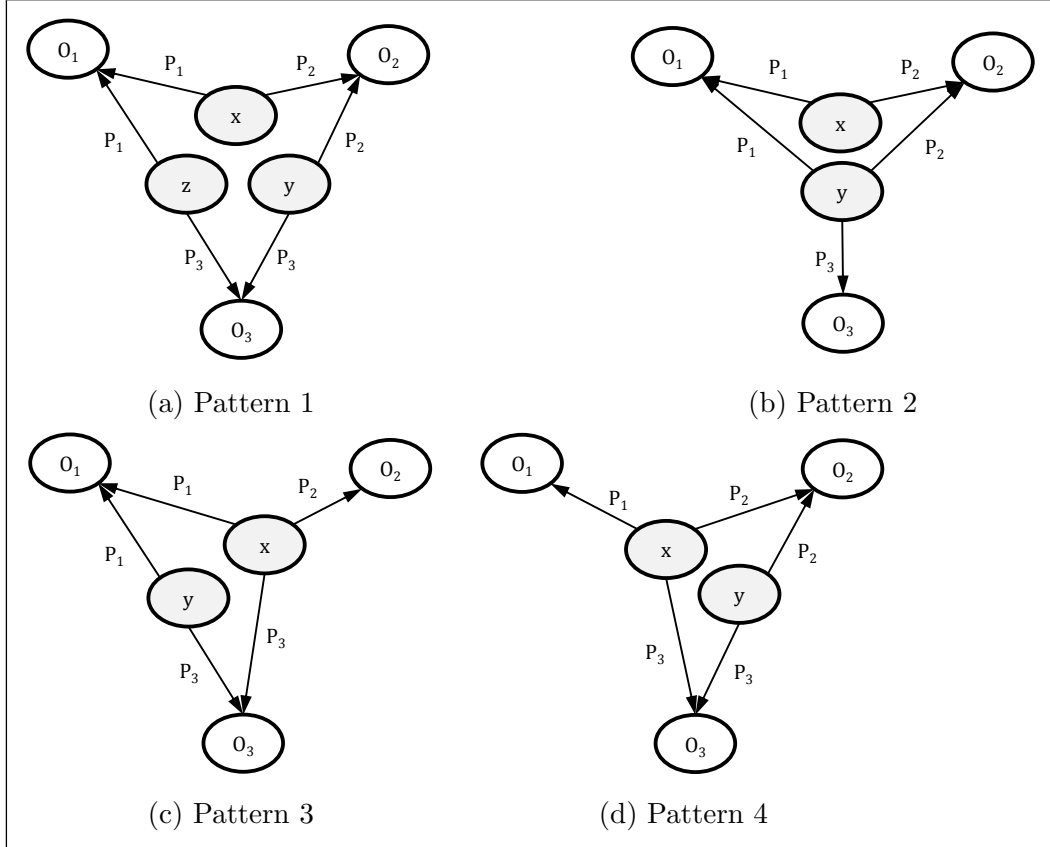 O₁
O₂
P₁ P₂
x
P₁ P₂
z y
P₃ P₃
O₃
(a) Pattern 1
O₁ O₂
P₁ P₂
x
P₁ P₂
y
P₃
O₃
(b) Pattern 2
O₁ O₂
P₁ P₂
x
P₁
y
P₃
P₃
O₃
(c) Pattern 3
O₁ O₂
P₁ P₂
x
P₂
y
P₃
P₃
O₃
(d) Pattern 4